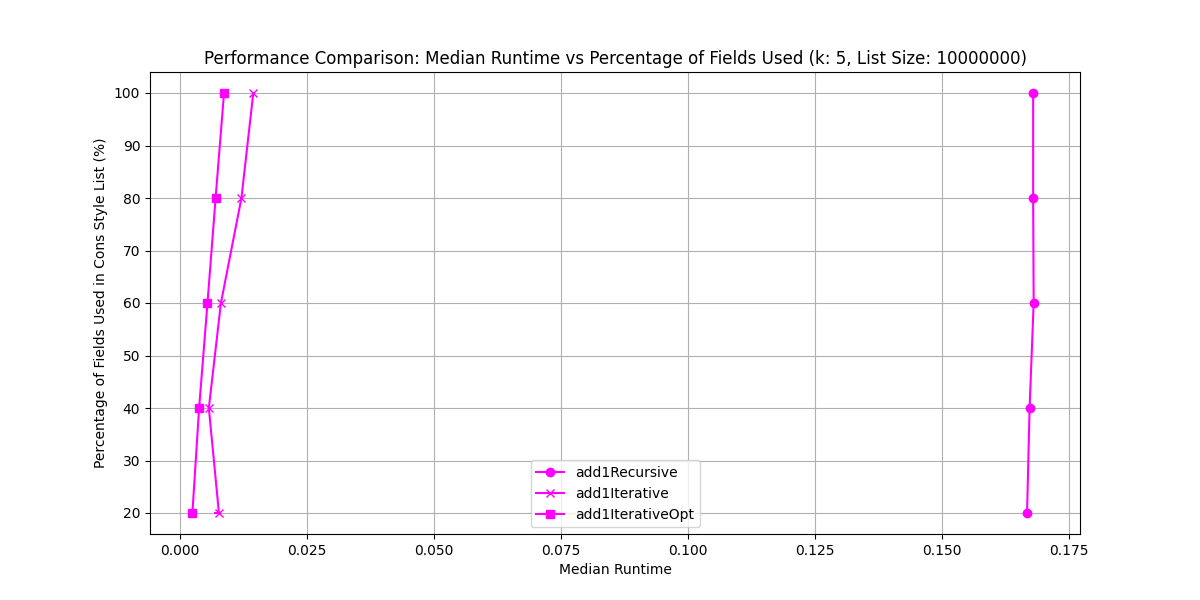 Performance Comparison: Median Runtime vs Percentage of Fields Used (k: 5, List Size: 10000000)
Percentage of Fields Used in Cons Style List (%)
100
90
80
70
60
50
40
30
20
add1Recursive
add1Iterative
add1IterativeOpt
0.000 0.025 0.050 0.075 0.100 0.125 0.150 0.175
Median Runtime